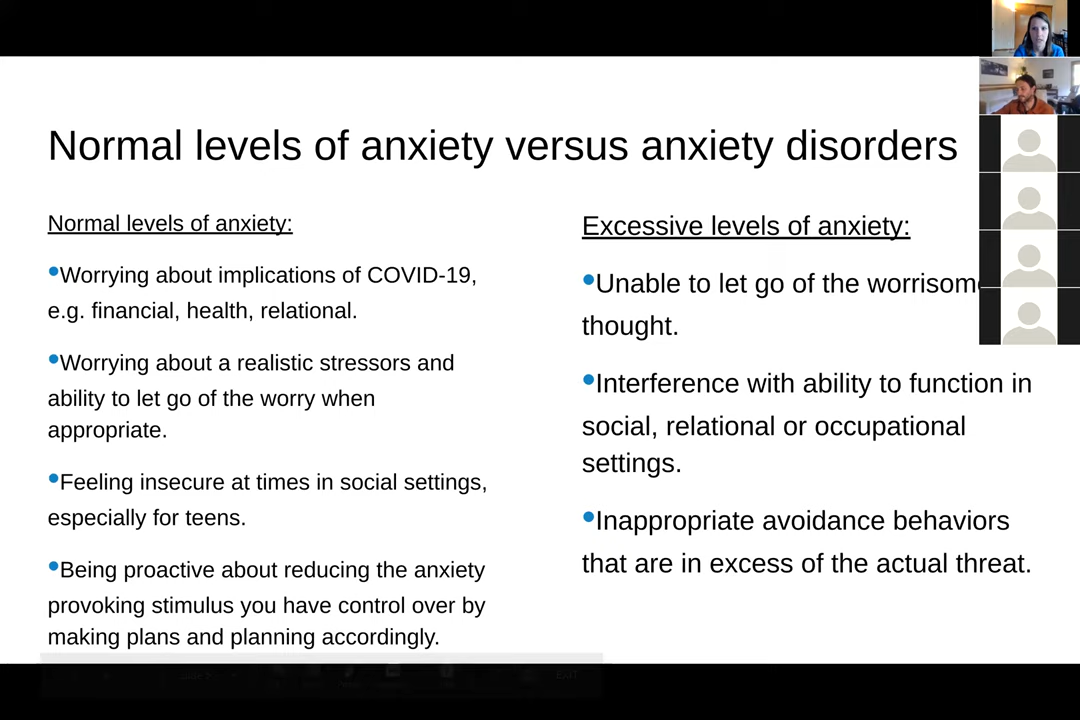 Normal levels of anxiety versus anxiety disorders
Normal levels of anxiety:
•Worrying about implications of COVID-19,
e.g. financial, health, relational.
•Worrying about a realistic stressors and
ability to let go of the worry when
appropriate.
•Feeling insecure at times in social settings,
especially for teens.
•Being proactive about reducing the anxiety
provoking stimulus you have control over by
making plans and planning accordingly.
Excessive levels of anxiety:
•Unable to let go of the
thought.
•Interference with ability to function in
social, relational or occupational
settings.
•Inappropriate avoidance behaviors
that are in excess of the actual threat.